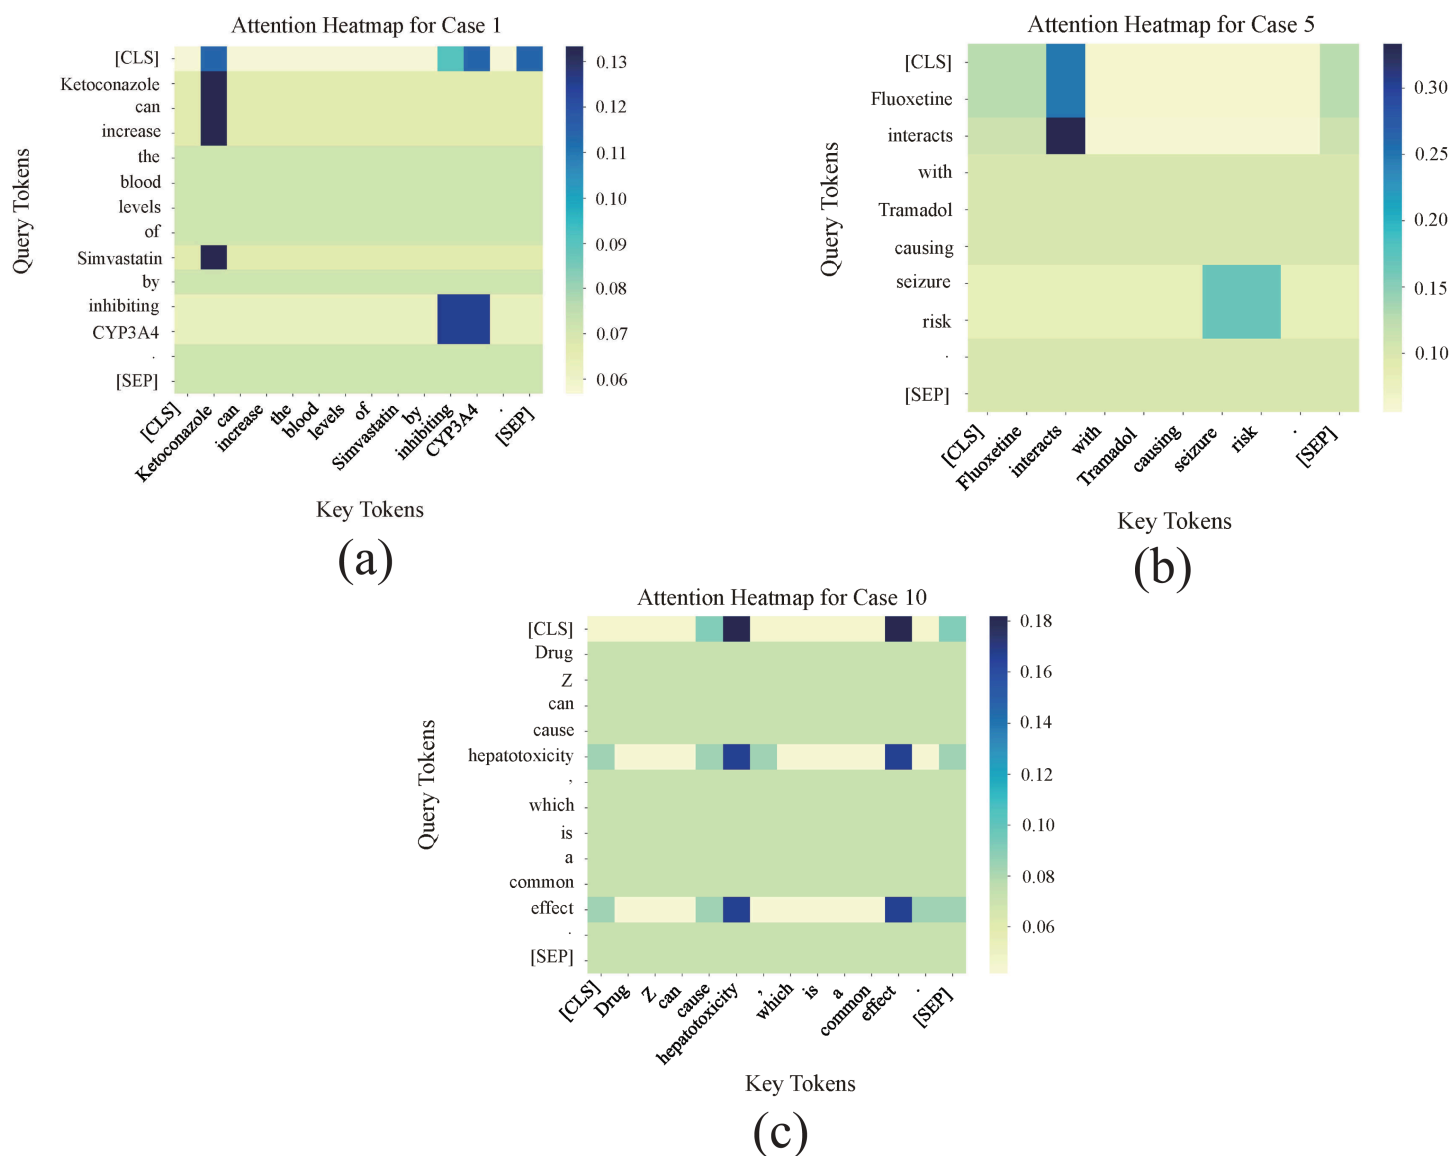 Attention Heatmap for Case 1
Query Tokens
[CLS]
Ketoconazole
can
increase
the
blood
levels
of
Simvastatin
by
inhibiting
CYP3A4
.
[SEP]
0.13
0.12
0.11
0.10
0.09
0.08
0.07
0.06
[CLS]
Ketoconazole
can
increase
the
blood
levels
of
Simvastatin
by
inhibiting
CYP3A4
.
[SEP]
Key Tokens
(a)
Attention Heatmap for Case 5
Query Tokens
[CLS]
Fluoxetine
interacts
with
Tramadol
causing
seizure
risk
.
[SEP]
0.30
0.25
0.20
0.15
0.10
[CLS]
Fluoxetine
interacts
with
Tramadol
causing
seizure
risk
.
[SEP]
Key Tokens
(b)
Attention Heatmap for Case 10
Query Tokens
[CLS]
Drug
Z
can
cause
hepatotoxicity
,
which
is
a
common
effect
.
[SEP]
0.18
0.16
0.14
0.12
0.10
0.08
0.06
[CLS]
Drug
Z
can
cause
hepatotoxicity
,
which
is
a
common
effect
.
[SEP]
Key Tokens
(c)